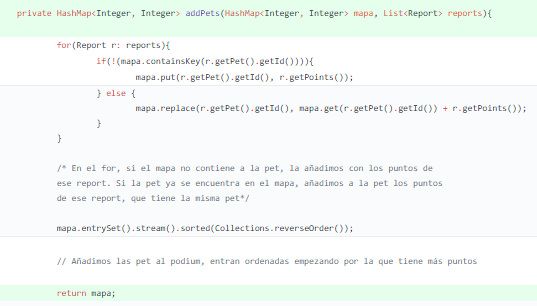 private HashMap<Integer, Integer> addPets(HashMap<Integer, Integer> mapa, List<Report> reports){
for(Report r: reports){
if(!(mapa.containsKey(r.getPet().getId()))){
mapa.put(r.getPet().getId(), r.getPoints());
} else {
mapa.replace(r.getPet().getId(), mapa.get(r.getPet().getId()) + r.getPoints());
}
}
/* En el for, si el mapa no contiene a la pet, la añadimos con los puntos de
ese report. Si la pet ya se encuentra en el mapa, añadimos a la pet los puntos
de ese report, que tiene la misma pet*/
mapa.entrySet().stream().sorted(Collections.reverseOrder());
// Añadimos las pet al podium, entran ordenadas empezando por la que tiene más puntos
return mapa;